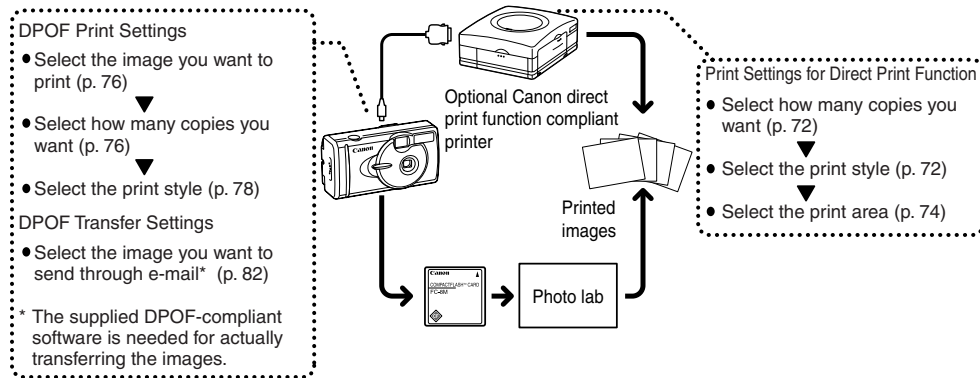 DPOF Print Settings
● Select the image you want to
print (p. 76)
● Select how many copies you
want (p. 76)
● Select the print style (p. 78)
DPOF Transfer Settings
● Select the image you want to
send through e-mail* (p. 82)
* The supplied DPOF-compliant
software is needed for actually
transferring the images.
Optional Canon direct
print function compliant
printer
Canon
Printed
images
Canon
COMPACTFLASH™ CARD
FC-8M
Photo lab
Print Settings for Direct Print Function
● Select how many copies you
want (p. 72)
● Select the print style (p. 72)
● Select the print area (p. 74)